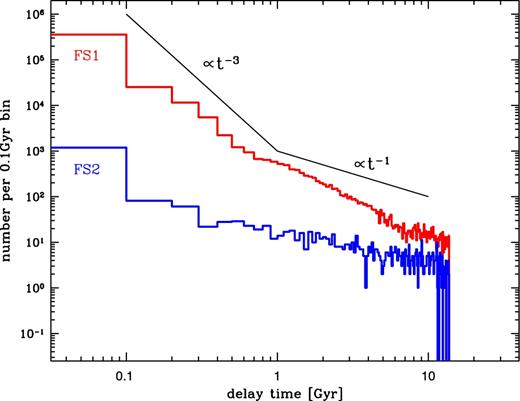 10⁶
FS1
∝t⁻³
10⁵
10⁴
10³
∝t⁻¹
FS2
10²
10¹
10⁰
10⁻¹
number per 0.1Gyr bin
0.1
1
10
delay time [Gyr]